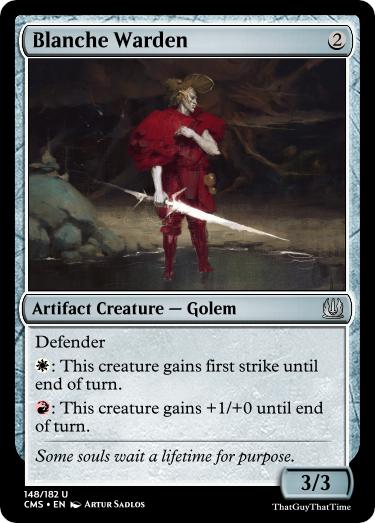 Blanche Warden 2
Artifact Creature — Golem
Defender
: This creature gains first strike until
end of turn.
: This creature gains +1/+0 until end
of turn.
Some souls wait a lifetime for purpose.
3/3
148/182 U
CMS • EN Artur Sadlos
ThatGuyThatTime